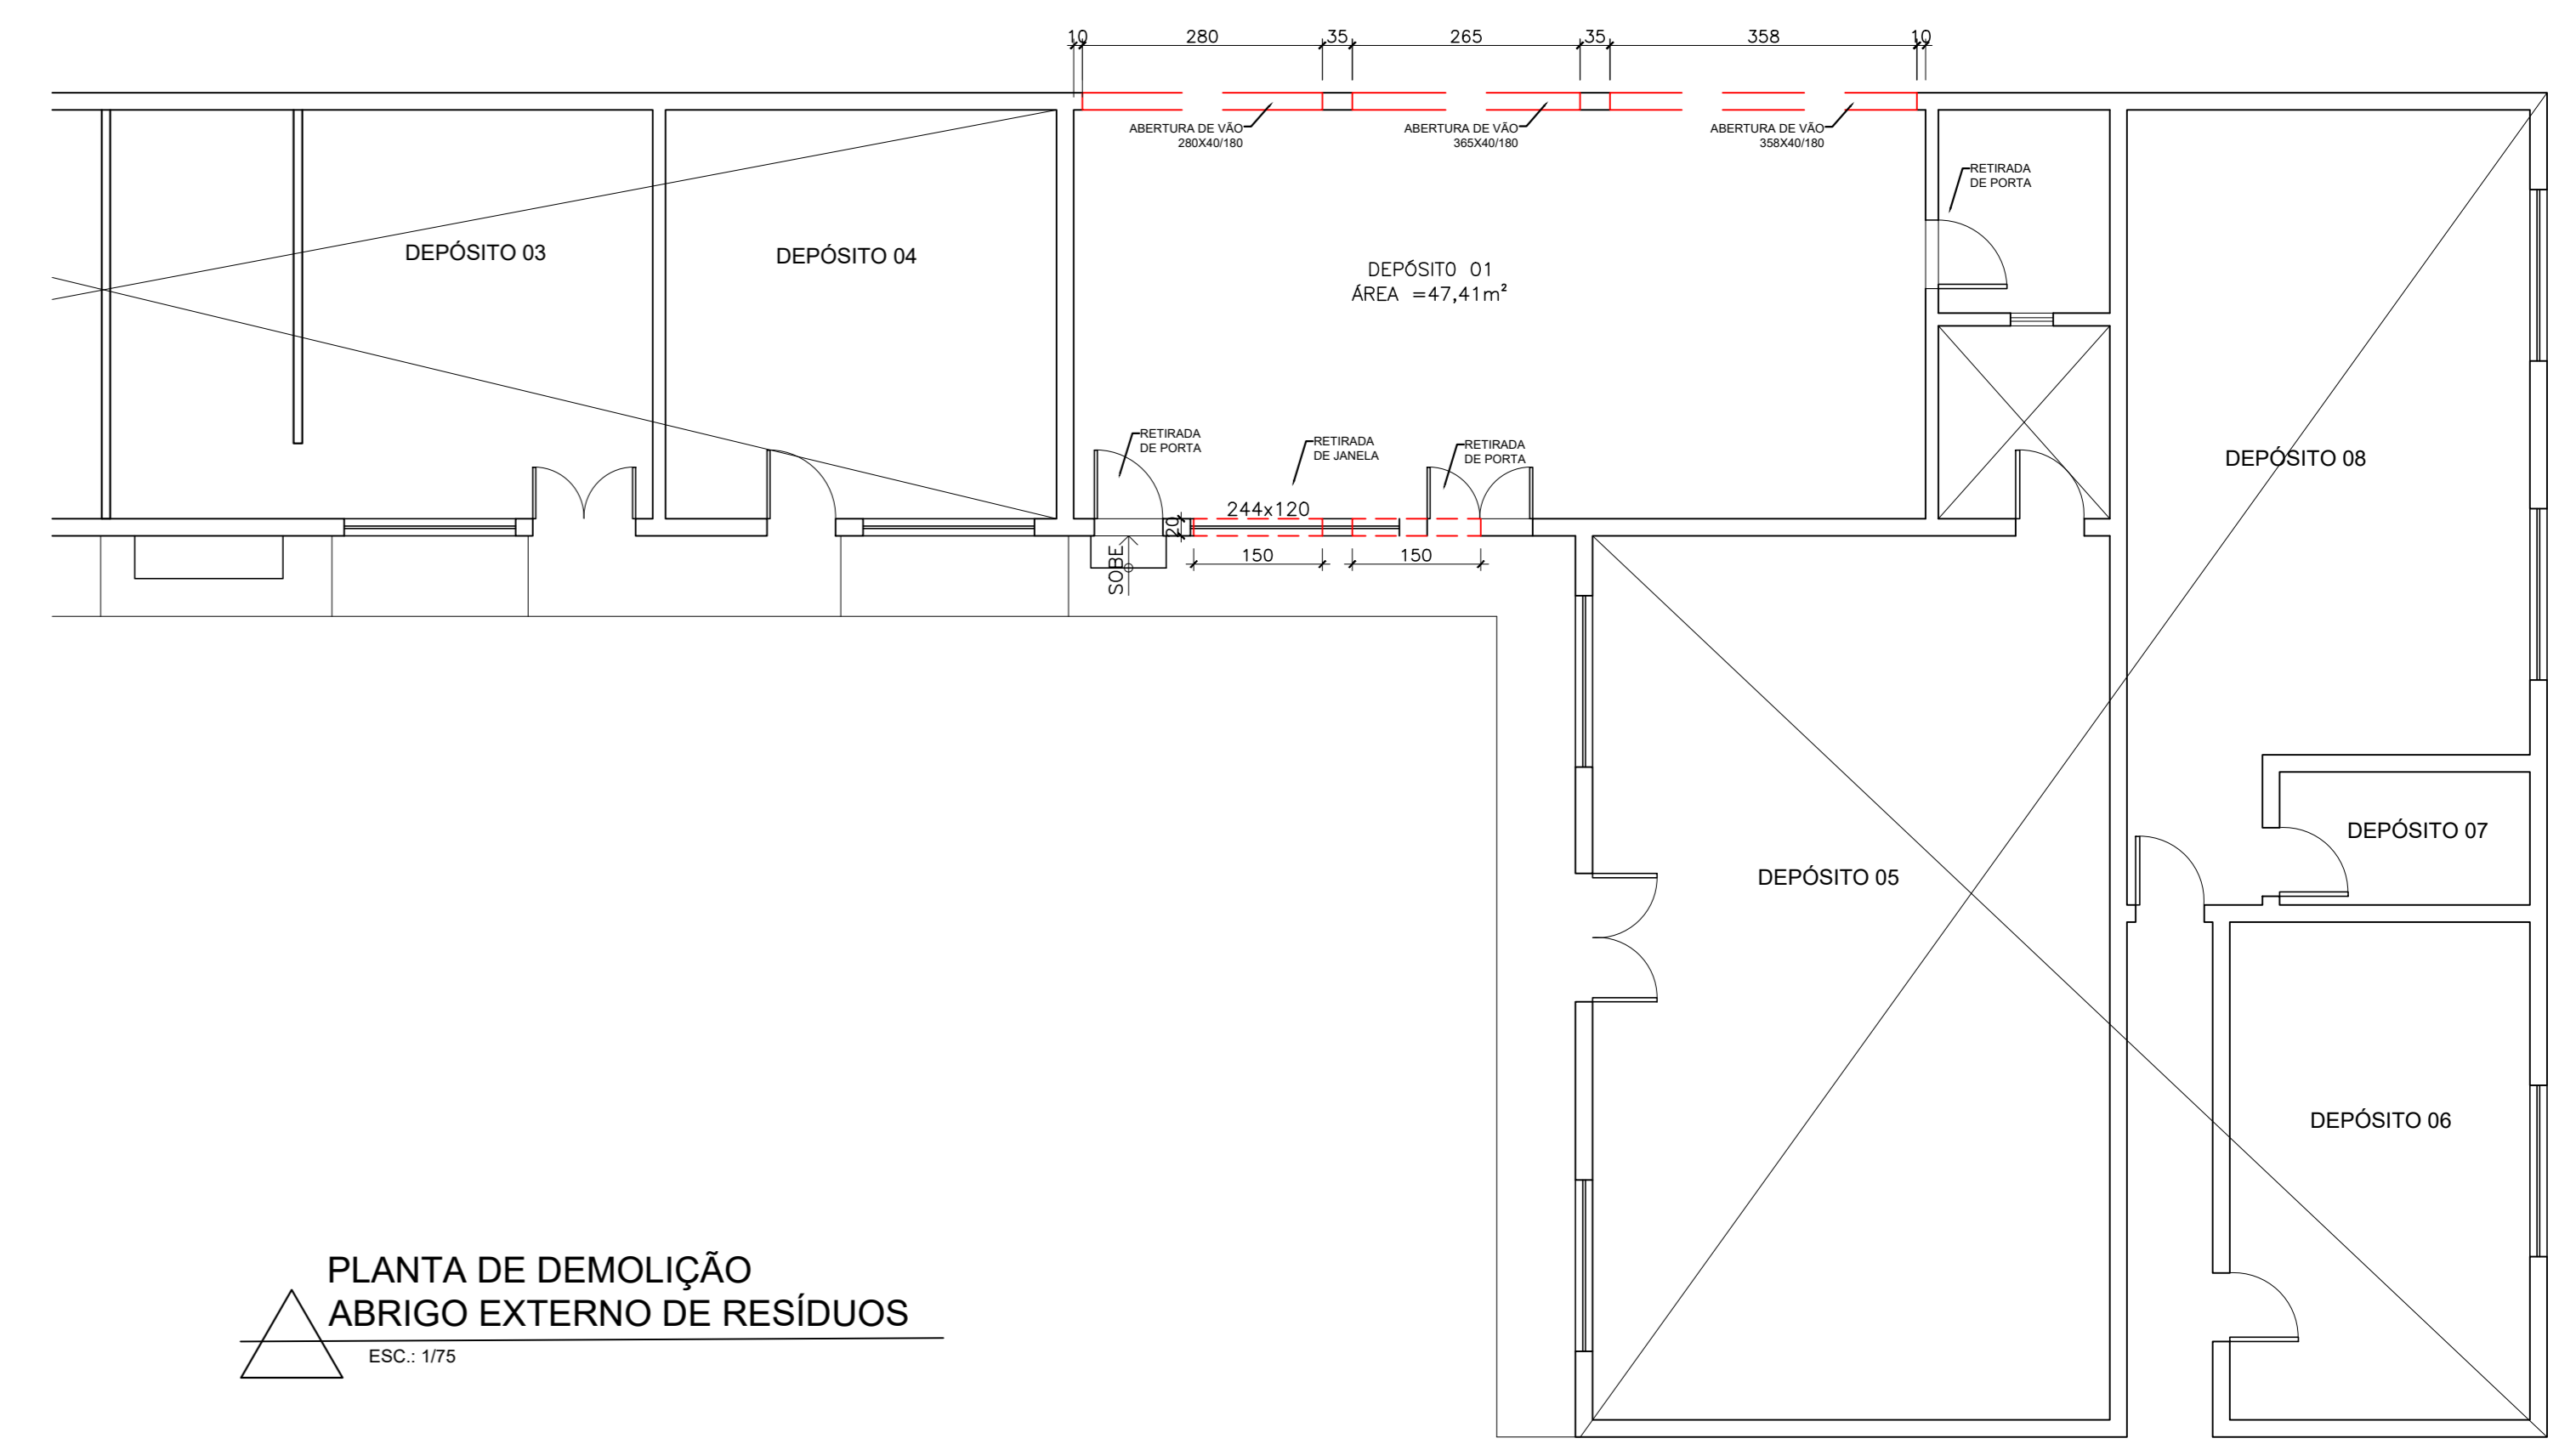 10 280 35 265 35 358 10
ABERTURA DE VÃO
280X40/180
ABERTURA DE VÃO
365X40/180
ABERTURA DE VÃO
358X40/180
RETIRADA
DE PORTA
DEPÓSITO 03
DEPÓSITO 04
DEPÓSITO 01
ÁREA =47,41m²
RETIRADA
DE PORTA
RETIRADA
DE JANELA
RETIRADA
DE PORTA
DEPÓSITO 08
244x120
20
150
150
SOBE
DEPÓSITO 07
DEPÓSITO 05
DEPÓSITO 06
PLANTA DE DEMOLIÇÃO
ABRIGO EXTERNO DE RESÍDUOS
ESC.: 1/75